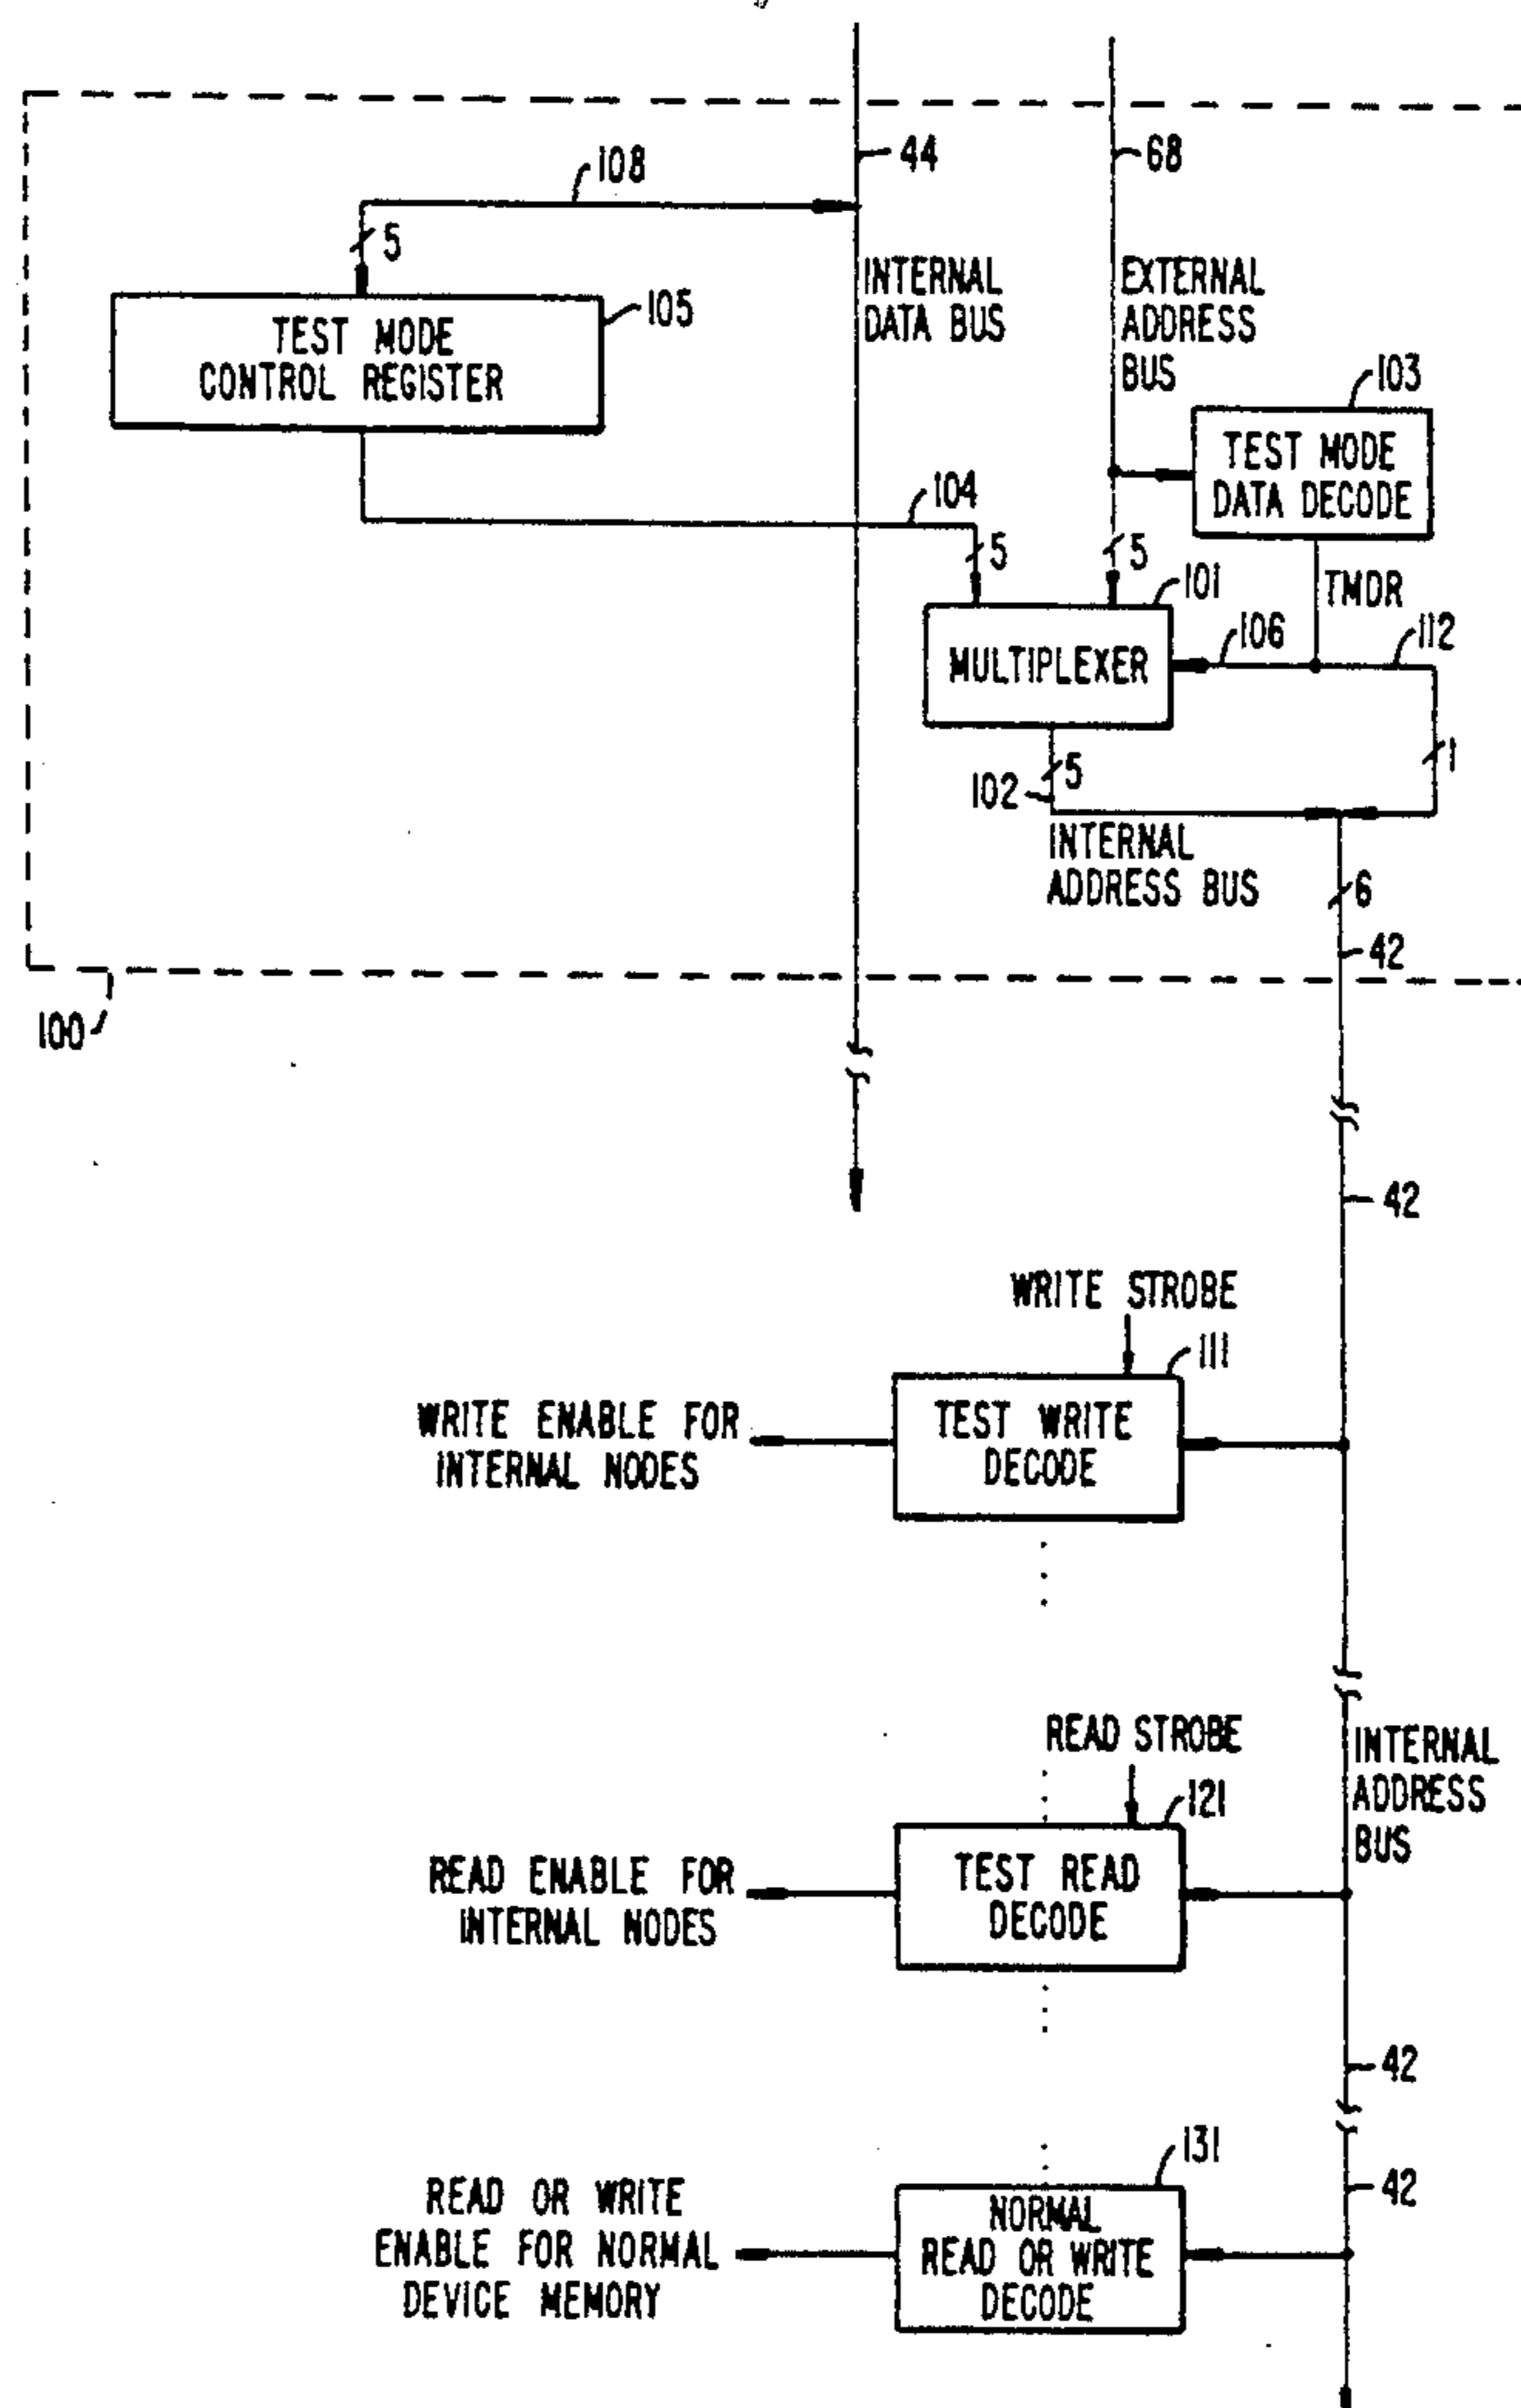 44
68
108
5
INTERNAL
DATA BUS
EXTERNAL
ADDRESS
BUS
105
TEST MODE
CONTROL REGISTER
103
TEST MODE
DATA DECODE
104
5
5
101
TMDR
MULTIPLEXER
106
112
5
1
102
INTERNAL
ADDRESS BUS
6
42
100
42
WRITE STROBE
111
WRITE ENABLE FOR
INTERNAL NODES
TEST WRITE
DECODE
READ STROBE
INTERNAL
ADDRESS
BUS
121
READ ENABLE FOR
INTERNAL NODES
TEST READ
DECODE
42
131
42
READ OR WRITE
ENABLE FOR NORMAL
DEVICE MEMORY
NORMAL
READ OR WRITE
DECODE